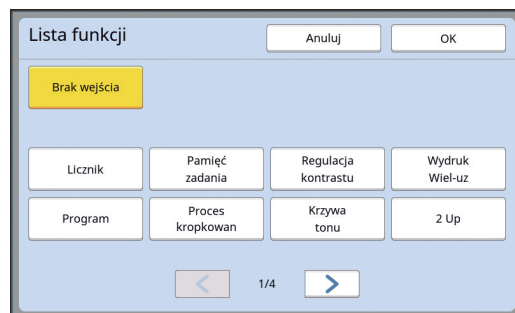 Lista funkcji
Anuluj
OK
Brak wejścia
Licznik
Pamięć
zadania
Regulacja
kontrastu
Wydruk
Wiel-uz
Program
Proces
kropkowan
Krzywa
tonu
2 Up
1/4